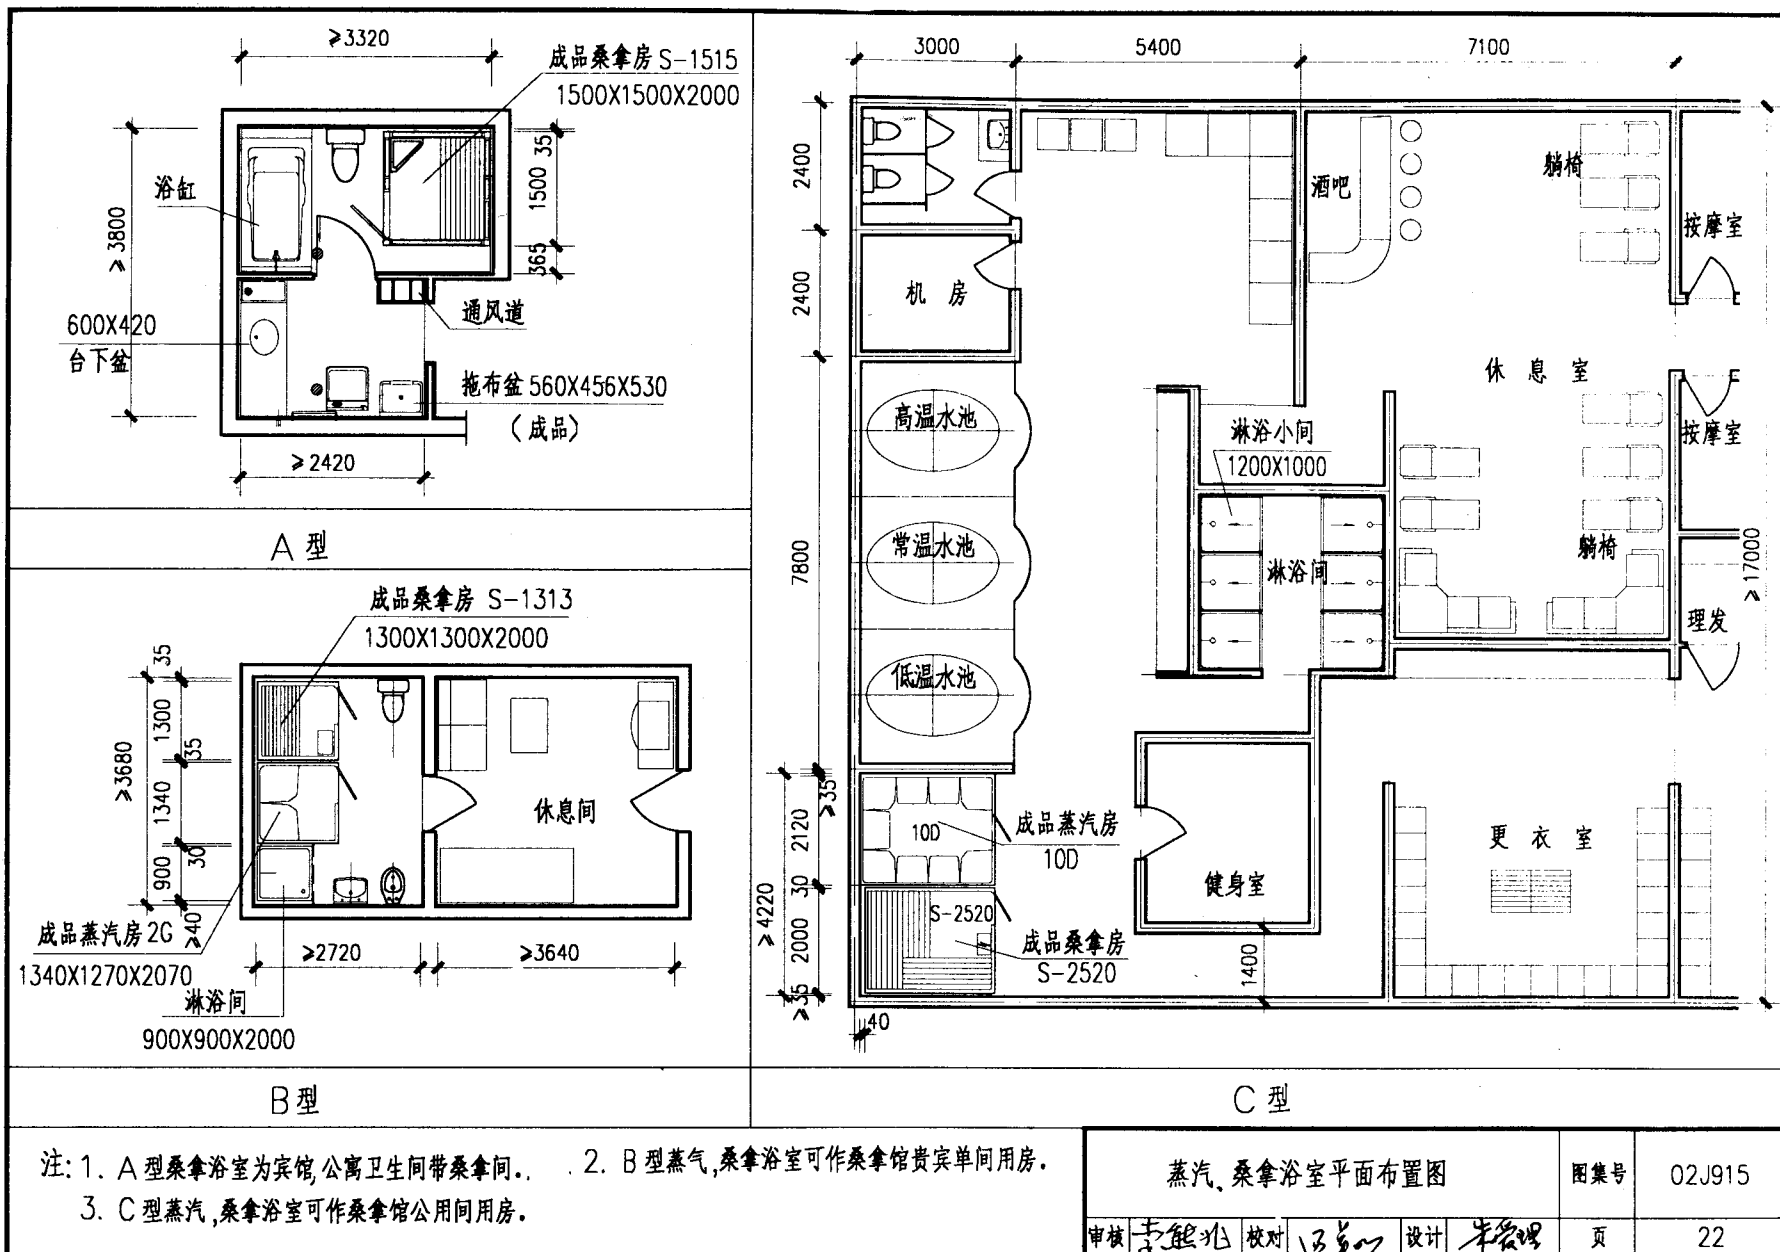 ≥3320
成品桑拿房 S-1515
1500X1500X2000
≥3800
35
1500
365
浴缸
600X420
台下盆
通风道
拖布盆 560X456X530
(成品)
≥2420
A 型
成品桑拿房 S-1313
1300X1300X2000
≥3680
35
1300
35
1340
30
900
≥40
休息间
成品蒸汽房 2G
1340X1270X2070
淋浴间
900X900X2000
≥2720
≥3640
B 型
3000
5400
7100
2400
2400
7800
≥35
2120
30
2000
≥35
≥4220
40
≥17000
1400
机 房
酒吧
躺椅
按摩室
休 息 室
按摩室
高温水池
常温水池
低温水池
淋浴小间
1200X1000
淋浴间
躺椅
理发
10D
成品蒸汽房
10D
S-2520
成品桑拿房
S-2520
健身室
更 衣 室
C 型
注: 1. A 型桑拿浴室为宾馆,公寓卫生间带桑拿间.
2. B 型蒸气,桑拿浴室可作桑拿馆贵宾单间用房。
3. C 型蒸汽,桑拿浴室可作桑拿馆公用间用房。
蒸汽、桑拿浴室平面布置图
图集号
02J915
审核
校对
设计
页
22